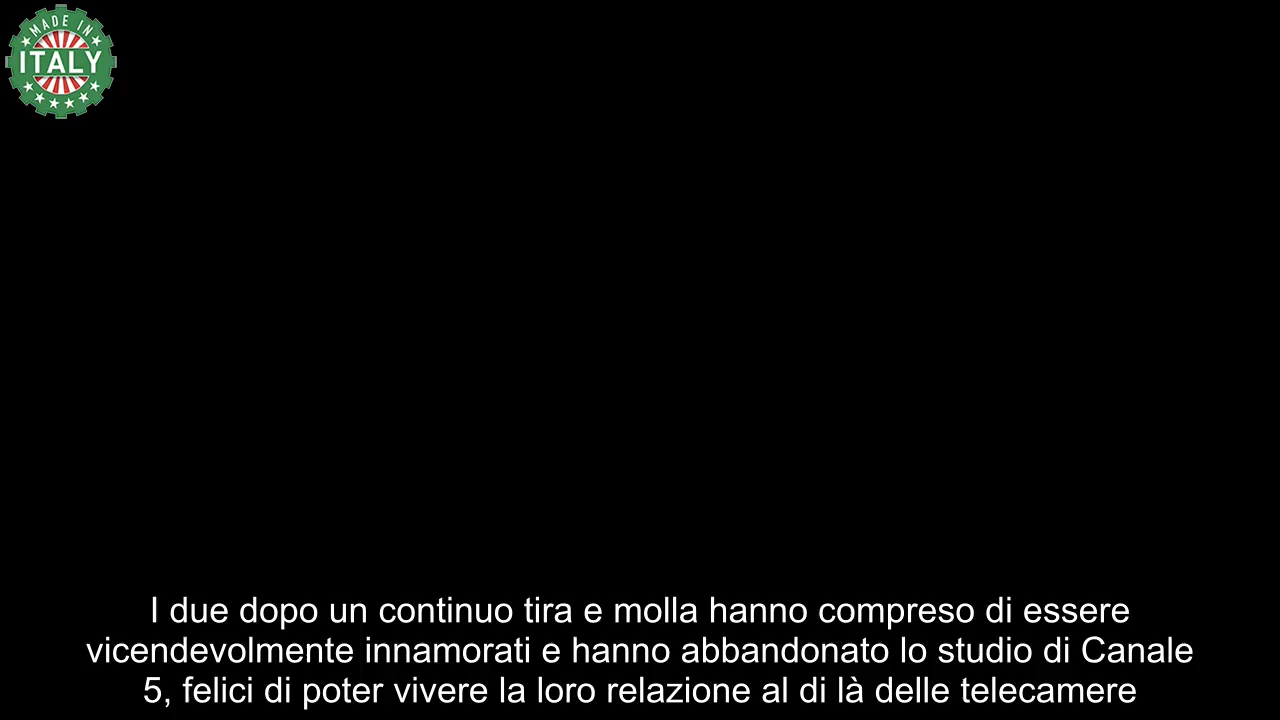 MADE IN
ITALY
I due dopo un continuo tira e molla hanno compreso di essere
vicendevolmente innamorati e hanno abbandonato lo studio di Canale
5, felici di poter vivere la loro relazione al di là delle telecamere